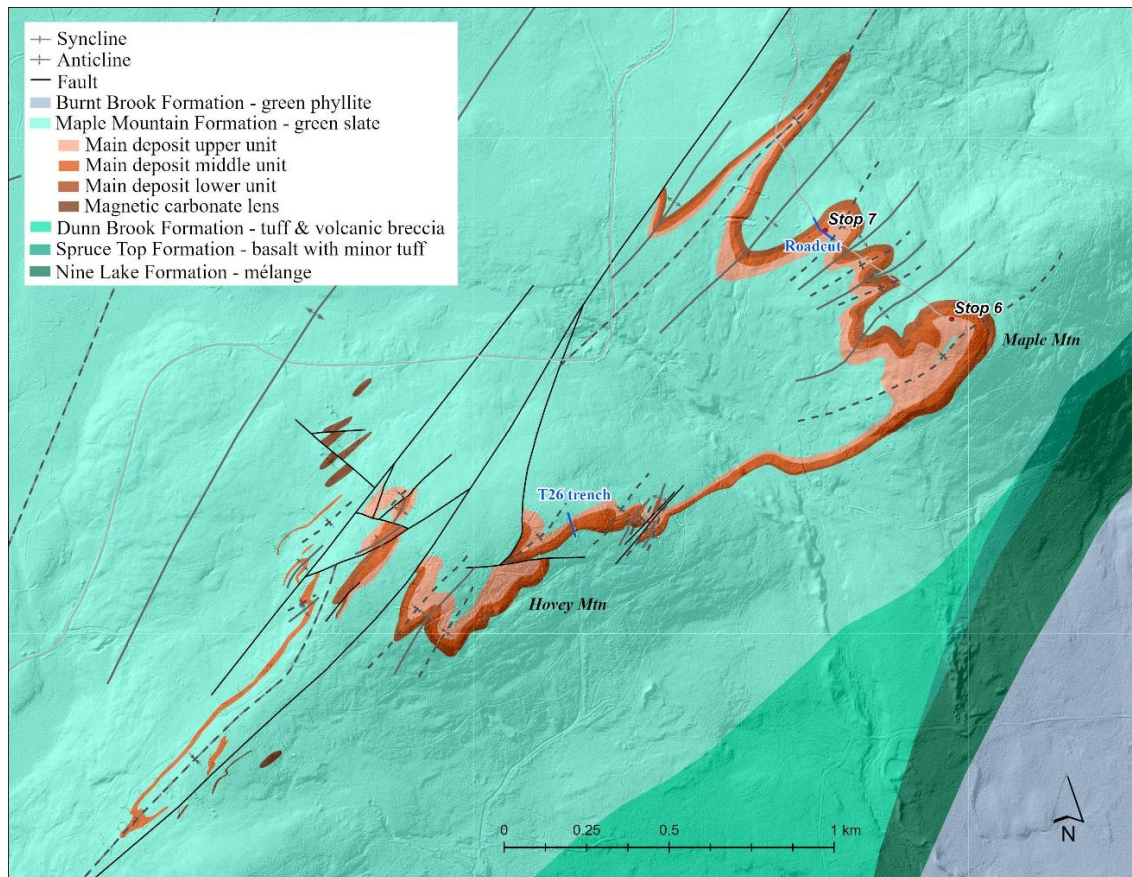 Syncline
Anticline
Fault
Burnt Brook Formation - green phyllite
Maple Mountain Formation - green slate
Main deposit upper unit
Main deposit middle unit
Main deposit lower unit
Magnetic carbonate lens
Dunn Brook Formation - tuff & volcanic breccia
Spruce Top Formation - basalt with minor tuff
Nine Lake Formation - mélange
Stop 7
Roadcut
Stop 6
Maple Mtn
T26 trench
Hovey Mtn
0 0.25 0.5 1 km
N